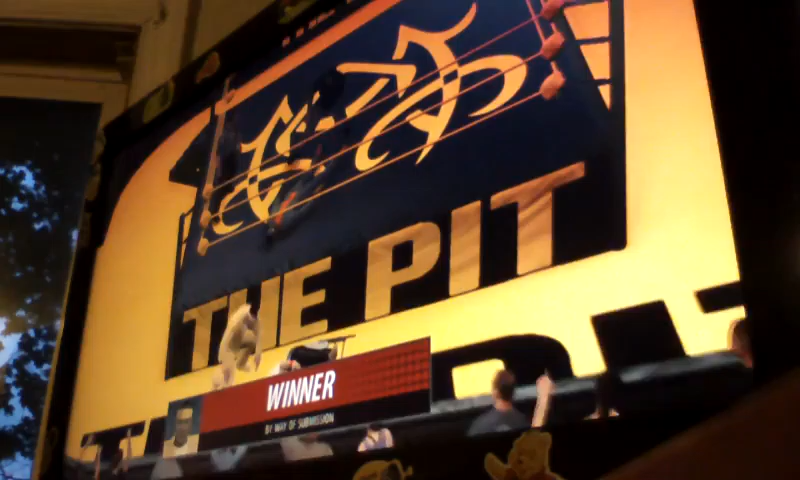 THE PIT
WINNER
BY WAY OF SUBMISSION